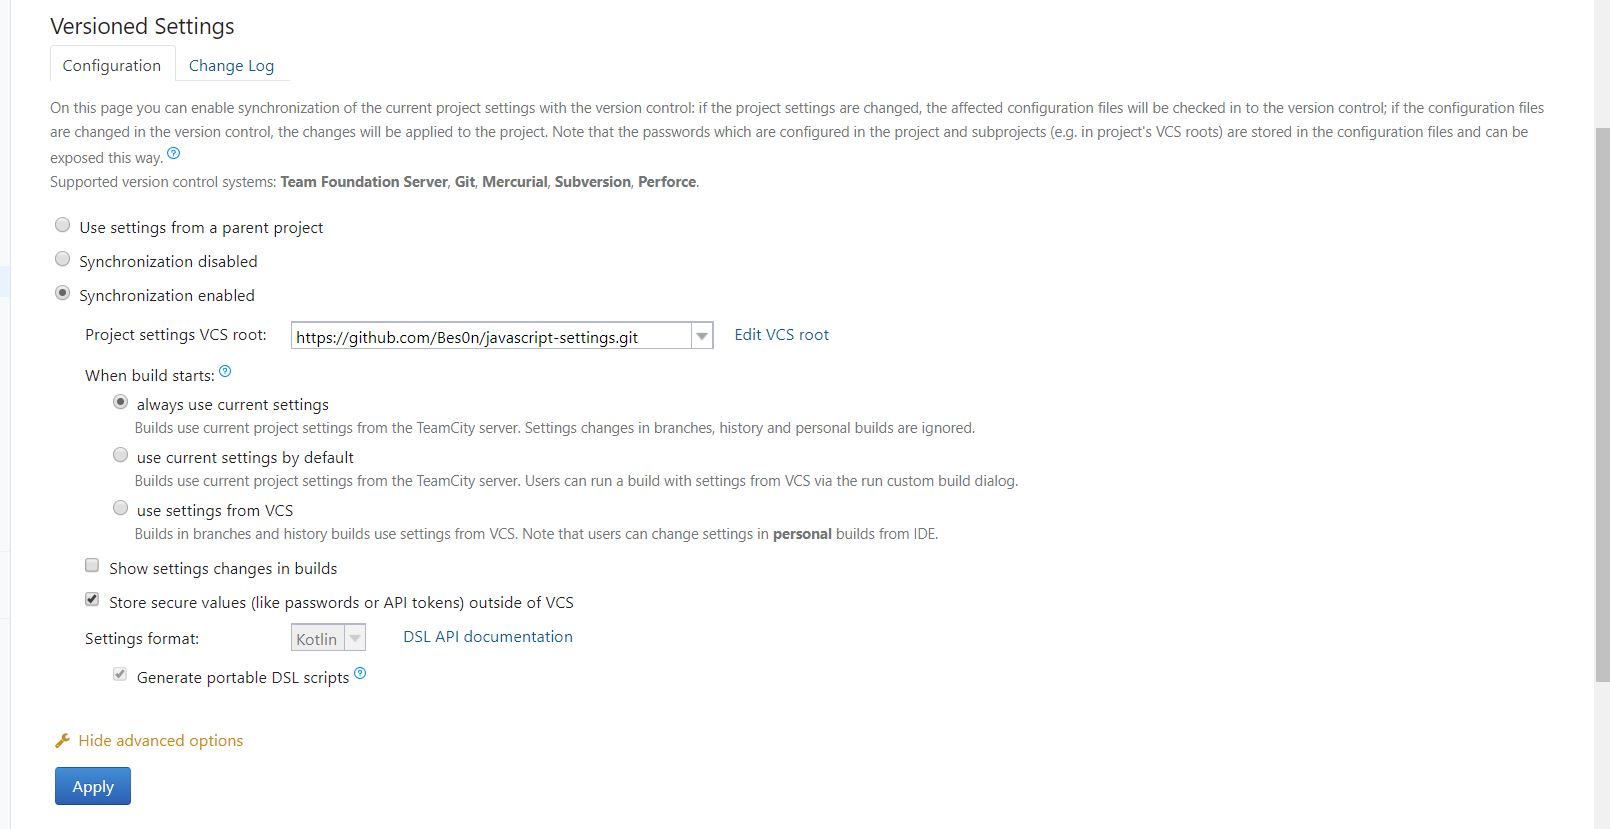 Versioned Settings
Configuration
Change Log
On this page you can enable synchronization of the current project settings with the version control: if the project settings are changed, the affected configuration files will be checked in to the version control; if the configuration files
are changed in the version control, the changes will be applied to the project. Note that the passwords which are configured in the project and subprojects (e.g. in project's VCS roots) are stored in the configuration files and can be
exposed this way. ?
Supported version control systems: Team Foundation Server, Git, Mercurial, Subversion, Perforce.
Use settings from a parent project
Synchronization disabled
Synchronization enabled
Project settings VCS root: https://github.com/Bes0n/javascript-settings.git Edit VCS root
When build starts: ?
always use current settings
Builds use current project settings from the TeamCity server. Settings changes in branches, history and personal builds are ignored.
use current settings by default
Builds use current project settings from the TeamCity server. Users can run a build with settings from VCS via the run custom build dialog.
use settings from VCS
Builds in branches and history builds use settings from VCS. Note that users can change settings in personal builds from IDE.
Show settings changes in builds
Store secure values (like passwords or API tokens) outside of VCS
Settings format: Kotlin DSL API documentation
Generate portable DSL scripts ?
Hide advanced options
Apply